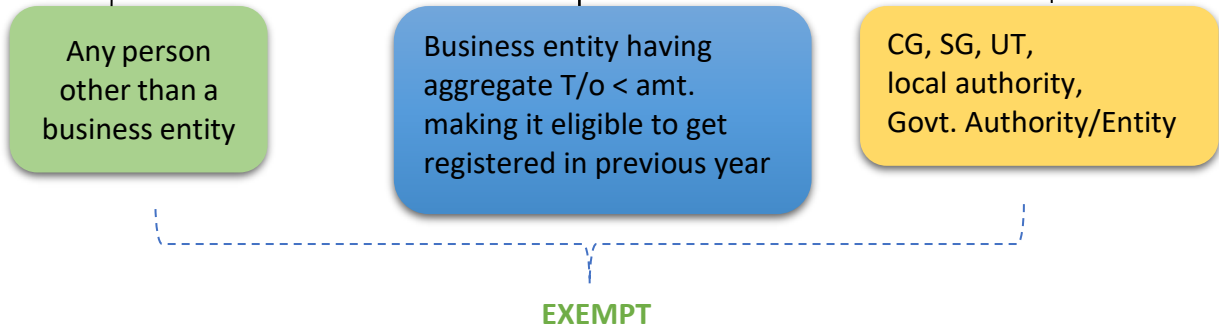 Any person
other than a
business entity
Business entity having
aggregate T/o < amt.
making it eligible to get
registered in previous year
CG, SG, UT,
local authority,
Govt. Authority/Entity
EXEMPT